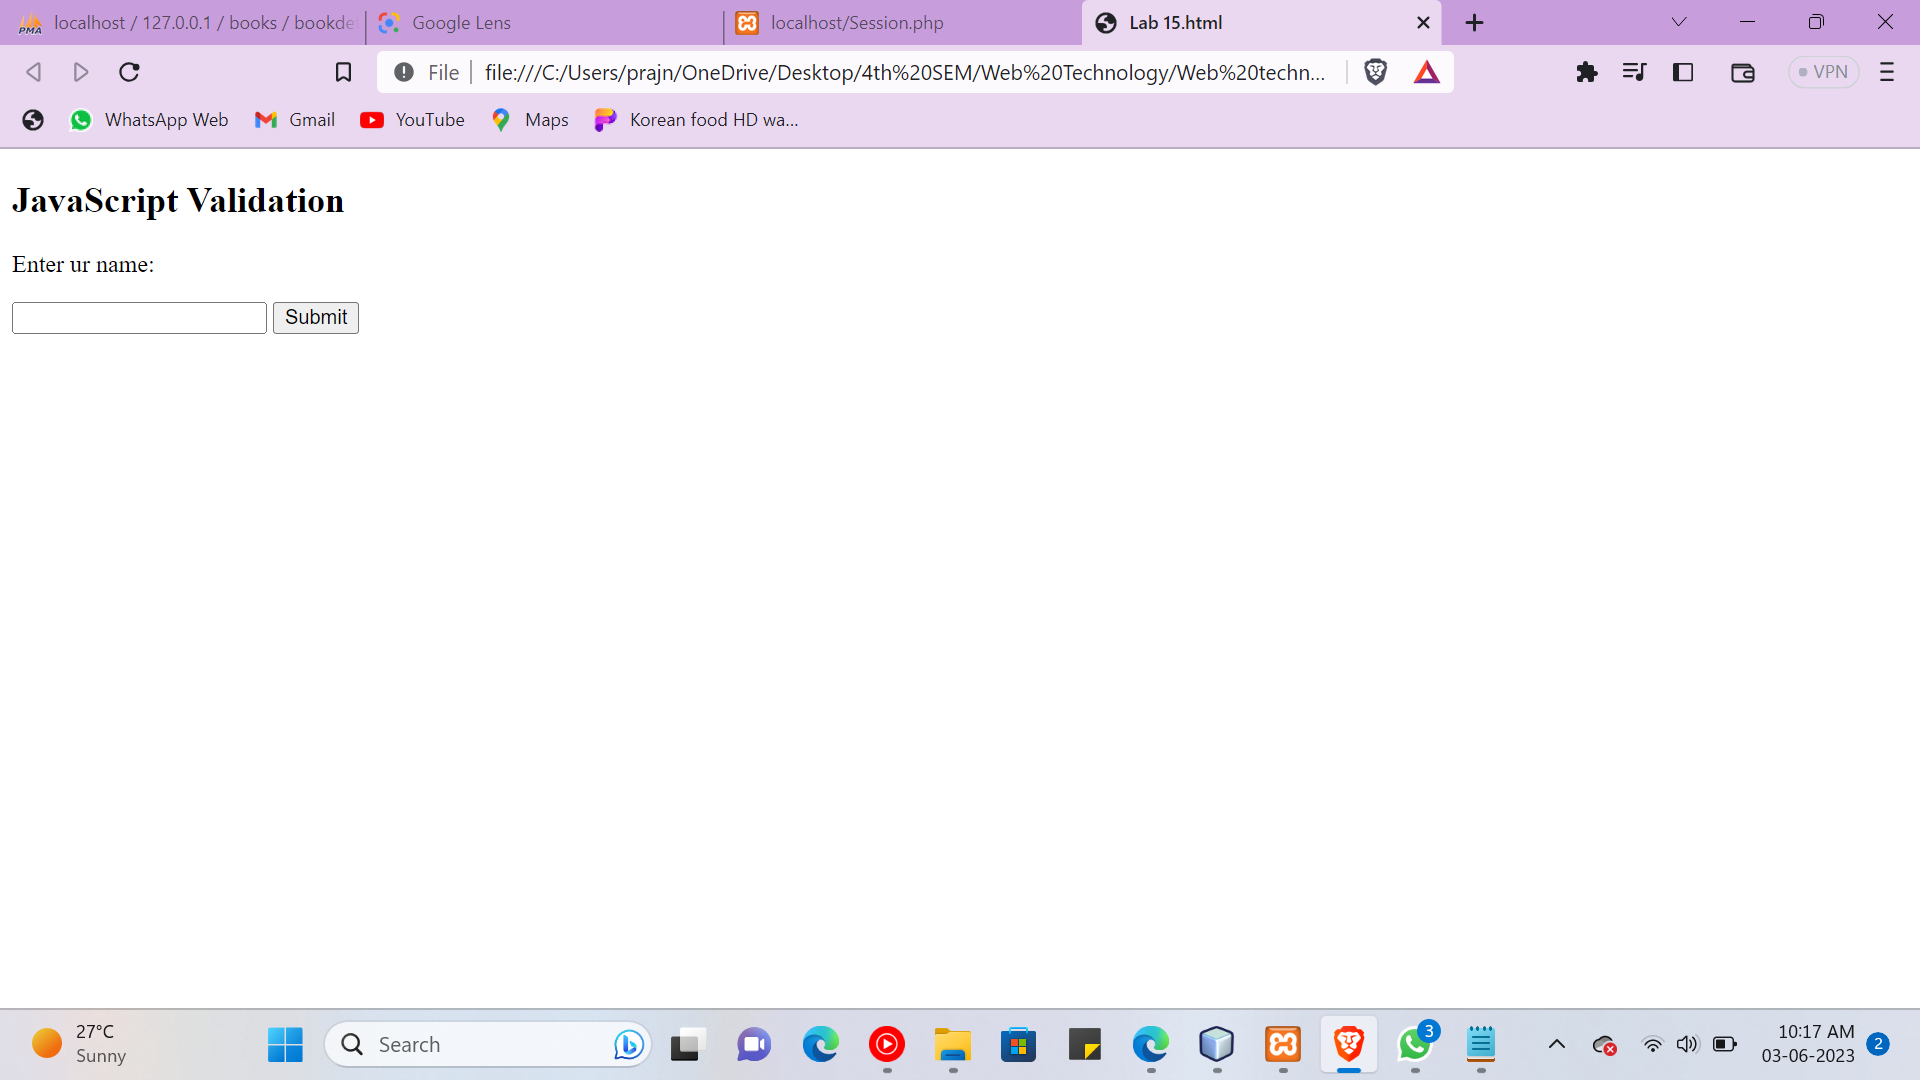 localhost / 127.0.0.1 / books / bookde
Google Lens
localhost/Session.php
Lab 15.html
File
file:///C:/Users/prajn/OneDrive/Desktop/4th%20SEM/Web%20Technology/Web%20techn...
VPN
WhatsApp Web
Gmail
YouTube
Maps
Korean food HD wa...
JavaScript Validation
Enter ur name:
Submit
27°C
Sunny
Search
3
10:17 AM
03-06-2023
2
PMA